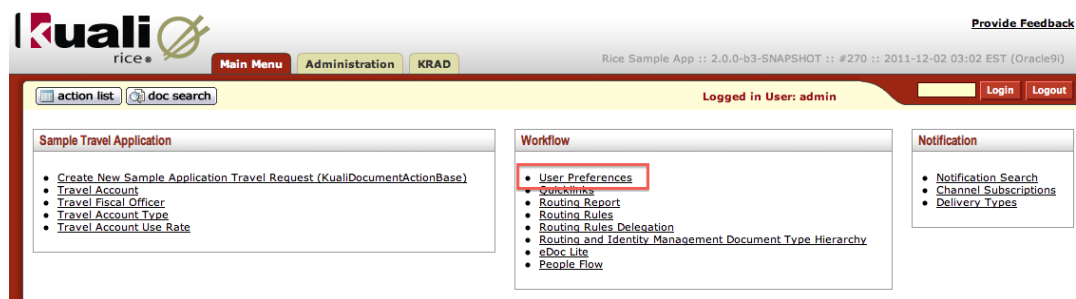 kuali
rice
Provide Feedback
Main Menu
Administration
KRAD
Rice Sample App :: 2.0.0-b3-SNAPSHOT :: #270 :: 2011-12-02 03:02 EST (Oracle9i)
action list
doc search
Logged in User: admin
Login
Logout
Sample Travel Application
Create New Sample Application Travel Request (KualiDocumentActionBase)
Travel Account
Travel Fiscal Officer
Travel Account Type
Travel Account Use Rate
Workflow
User Preferences
Quicklinks
Routing Report
Routing Rules
Routing Rules Delegation
Routing and Identity Management Document Type Hierarchy
eDoc Lite
People Flow
Notification
Notification Search
Channel Subscriptions
Delivery Types